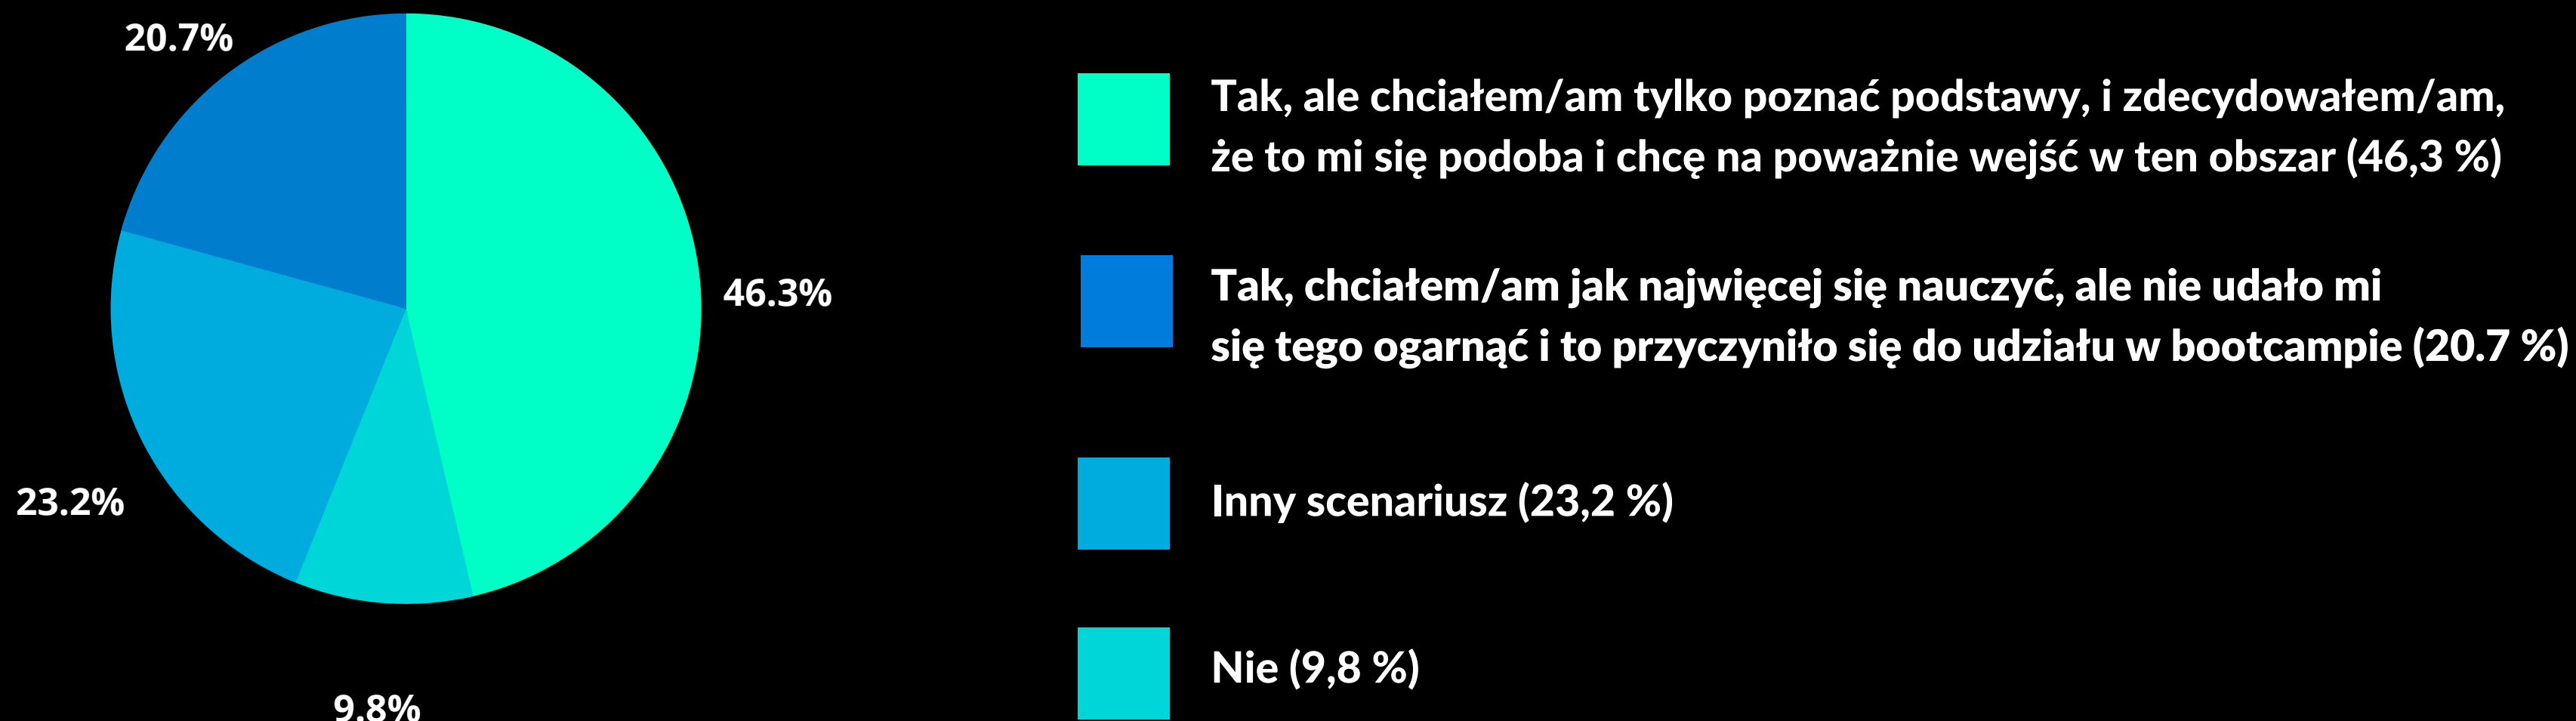 20.7%
46.3%
23.2%
9.8%
Tak, ale chciałem/am tylko poznać podstawy, i zdecydowałem/am,
że to mi się podoba i chcę na poważnie wejść w ten obszar (46,3 %)
Tak, chciałem/am jak najwięcej się nauczyć, ale nie udało mi
się tego ogarnąć i to przyczyniło się do udziału w bootcampie (20.7 %)
Inny scenariusz (23,2 %)
Nie (9,8 %)